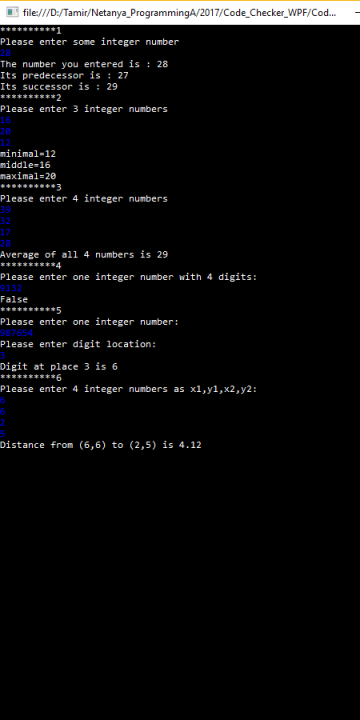 file:///D:/Tamir/Netanya_ProgrammingA/2017/Code_Checker_WPF/Cod...
**********1
Please enter some integer number
28
The number you entered is : 28
Its predecessor is : 27
Its successor is : 29
**********2
Please enter 3 integer numbers
16
20
12
minimal=12
middle=16
maximal=20
**********3
Please enter 4 integer numbers
39
32
17
28
Average of all 4 numbers is 29
**********4
Please enter one integer number with 4 digits:
9132
False
**********5
Please enter one integer number:
Please enter digit location:
3
Digit at place 3 is 6
**********6
Please enter 4 integer numbers as x1,y1,x2,y2:
6
6
2
5
Distance from (6,6) to (2,5) is 4.12